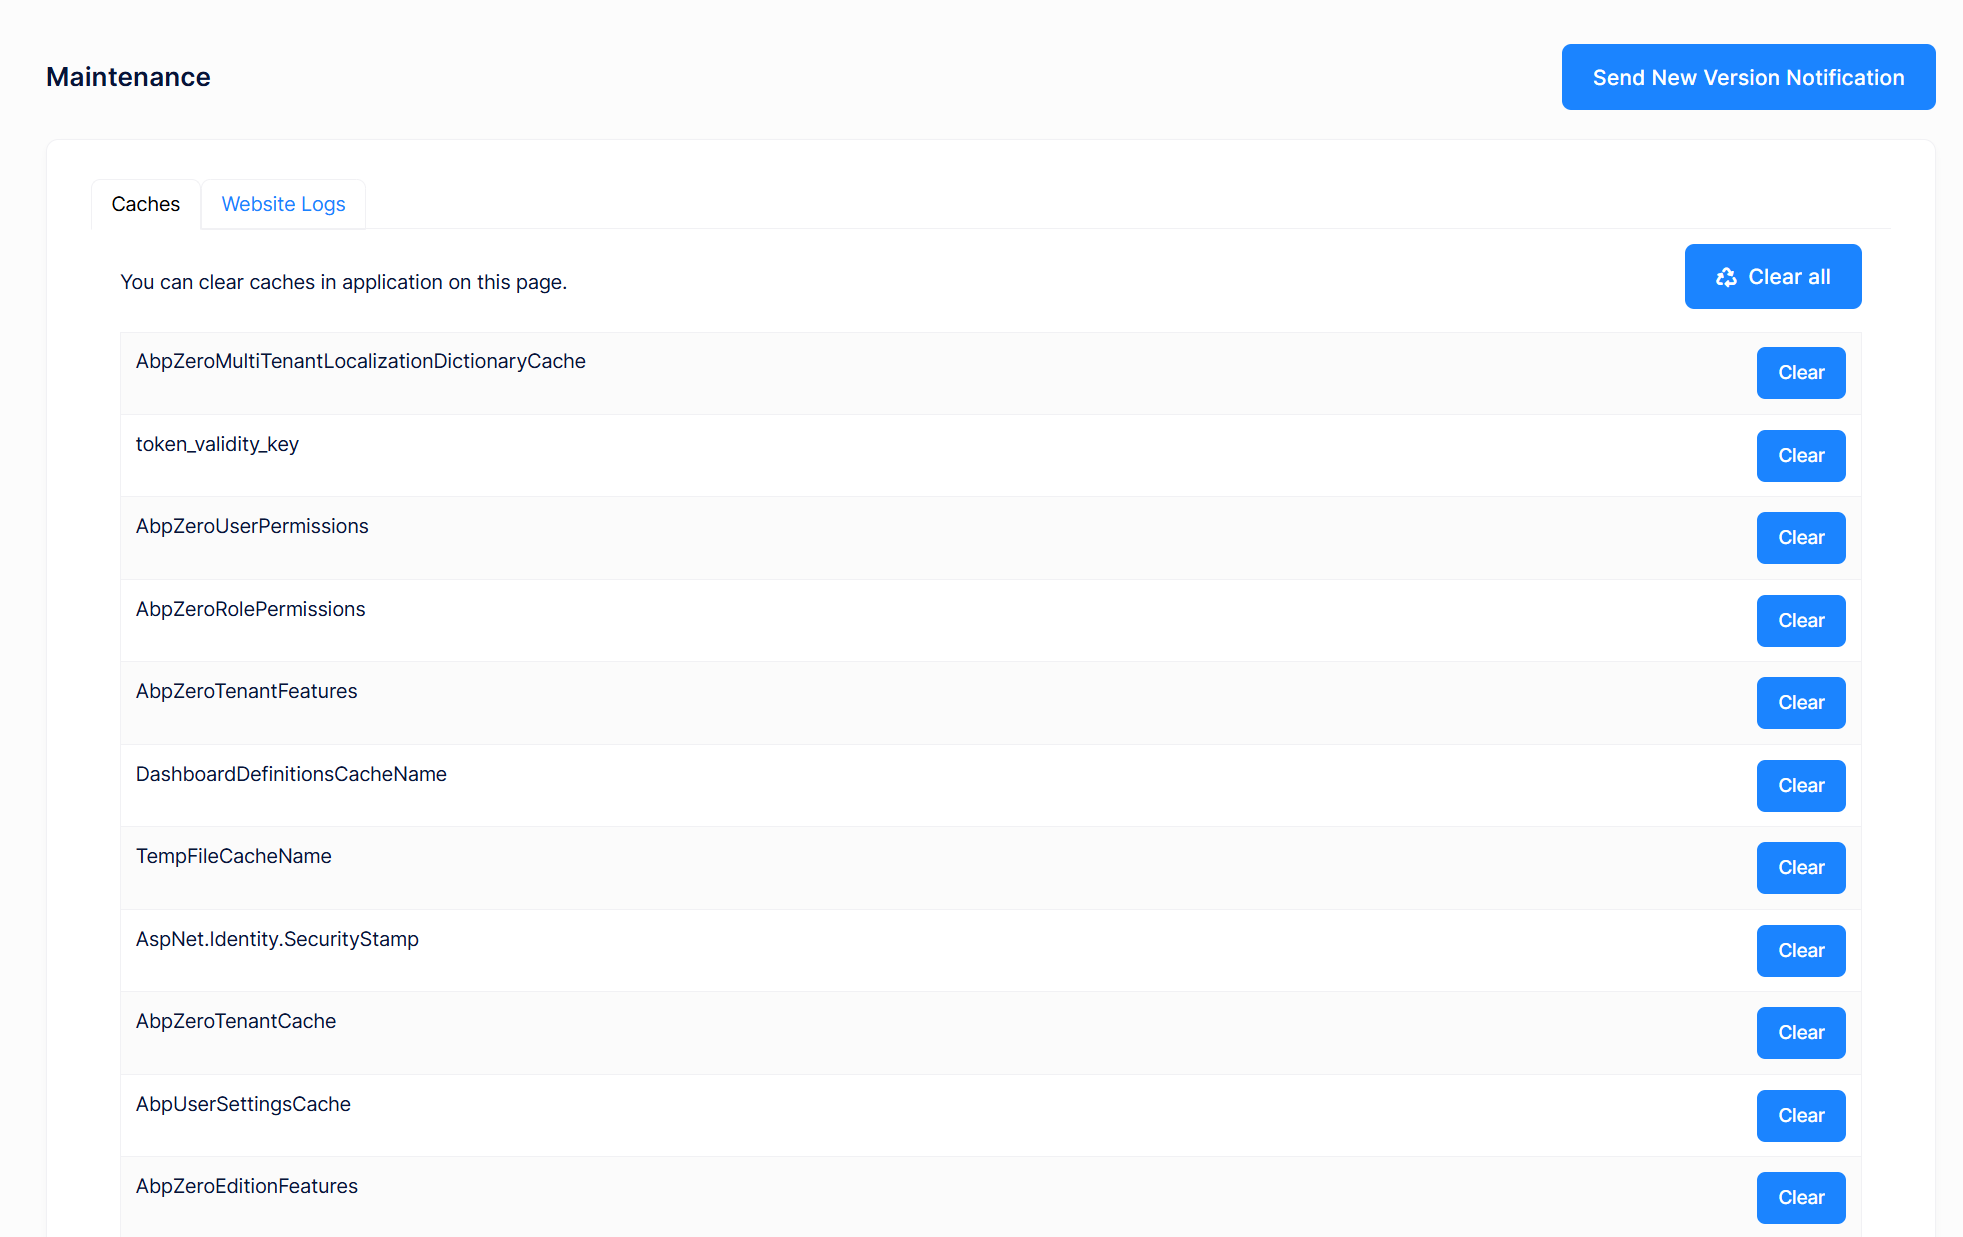 Maintenance
Send New Version Notification
Caches
Website Logs
You can clear caches in application on this page.
Clear all
AbpZeroMultiTenantLocalizationDictionaryCache
Clear
token_validity_key
Clear
AbpZeroUserPermissions
Clear
AbpZeroRolePermissions
Clear
AbpZeroTenantFeatures
Clear
DashboardDefinitionsCacheName
Clear
TempFileCacheName
Clear
AspNet.Identity.SecurityStamp
Clear
AbpZeroTenantCache
Clear
AbpUserSettingsCache
Clear
AbpZeroEditionFeatures
Clear